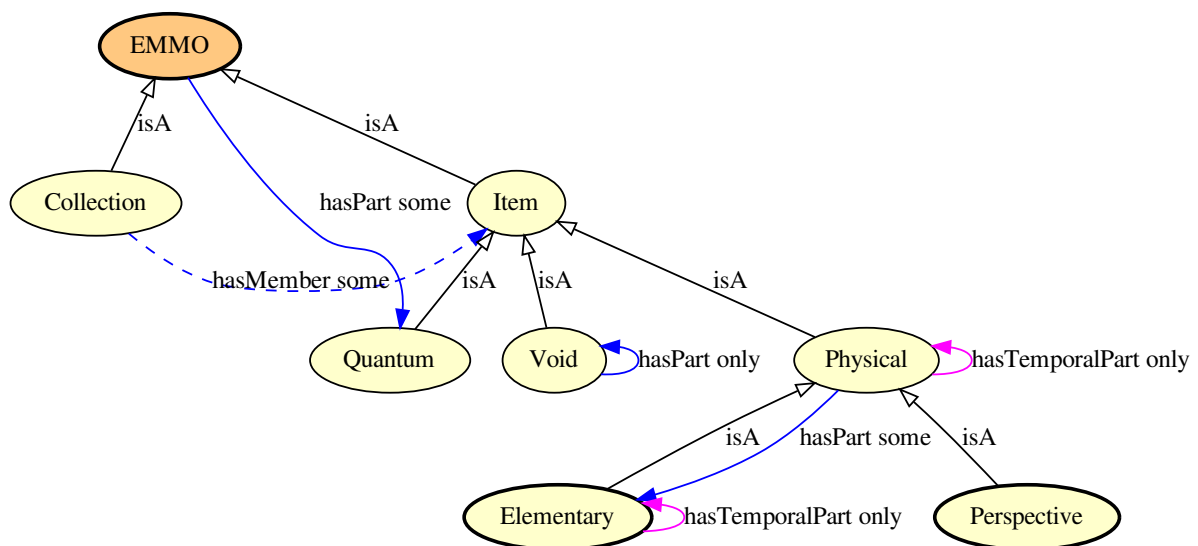 EMMO
isA
isA
Collection
hasPart some
Item
hasMember some
isA
isA
isA
Quantum
Void
hasPart only
Physical
hasTemporalPart only
isA
hasPart some
isA
Elementary
hasTemporalPart only
Perspective